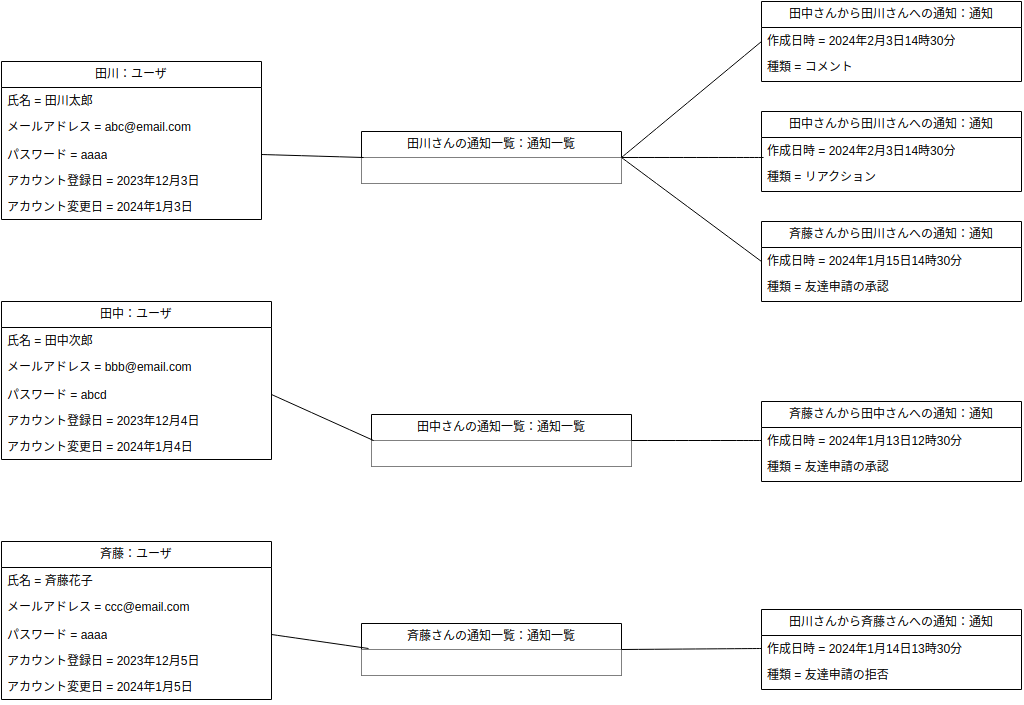 田川：ユーザ
氏名 = 田川太郎
メールアドレス = abc@email.com
パスワード = aaaa
アカウント登録日 = 2023年12月3日
アカウント変更日 = 2024年1月3日
田川さんの通知一覧：通知一覧
田中さんから田川さんへの通知：通知
作成日時 = 2024年2月3日14時30分
種類 = コメント
田中さんから田川さんへの通知：通知
作成日時 = 2024年2月3日14時30分
種類 = リアクション
斉藤さんから田川さんへの通知：通知
作成日時 = 2024年1月15日14時30分
種類 = 友達申請の承認
田中：ユーザ
氏名 = 田中次郎
メールアドレス = bbb@email.com
パスワード = abcd
アカウント登録日 = 2023年12月4日
アカウント変更日 = 2024年1月4日
田中さんの通知一覧：通知一覧
斉藤さんから田中さんへの通知：通知
作成日時 = 2024年1月13日12時30分
種類 = 友達申請の承認
斉藤：ユーザ
氏名 = 斉藤花子
メールアドレス = ccc@email.com
パスワード = aaaa
アカウント登録日 = 2023年12月5日
アカウント変更日 = 2024年1月5日
斉藤さんの通知一覧：通知一覧
田川さんから斉藤さんへの通知：通知
作成日時 = 2024年1月14日13時30分
種類 = 友達申請の拒否